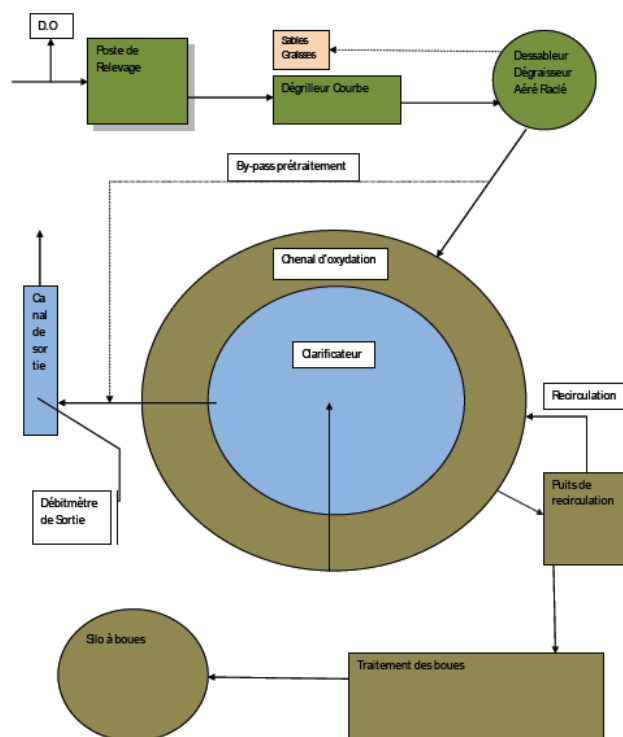 D.O
Poste de
Relevage
Sables
Graisses
Dégrilleur Courbe
Dessableur
Dégraisseur
Aéré Raclé
By-pass prétraitement
Chenal d'oxydation
Clarificateur
Ca
nal
de
sor
tie
Débitmètre
de Sortie
Recirculation
Puits de
recirculation
Silo à boues
Traitement des boues